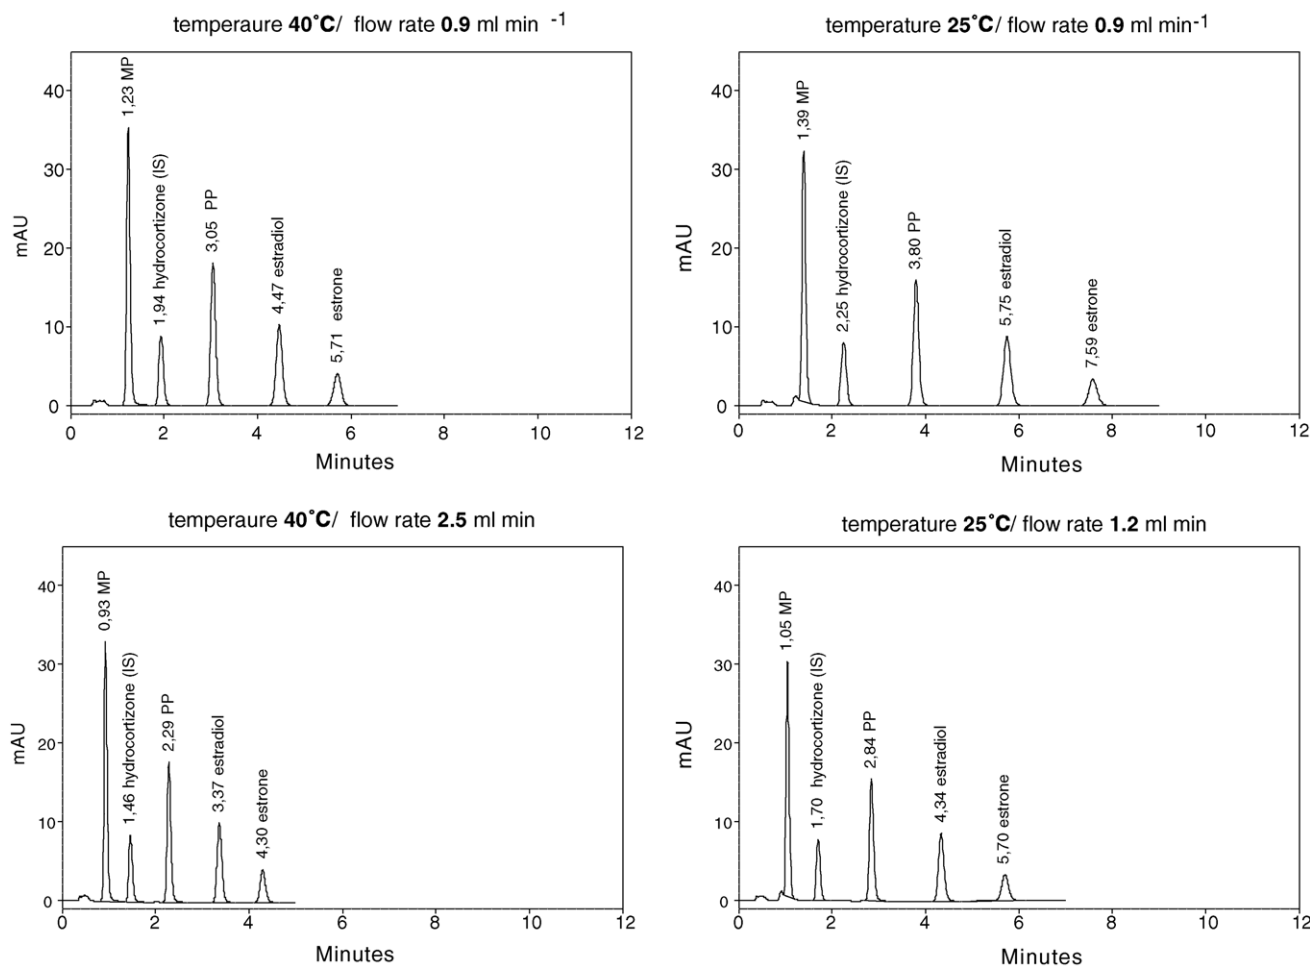 temperaure 40°C/ flow rate 0.9 ml min -1
40
30
20
10
0
mAU
1,23 MP
1,94 hydrocortizone (IS)
3,05 PP
4,47 estradiol
5,71 estrone
0 2 4 6 8 10 12
Minutes
temperature 25°C/ flow rate 0.9 ml min-1
40
30
20
10
0
mAU
1,39 MP
2,25 hydrocortizone (IS)
3,80 PP
5,75 estradiol
7,59 estrone
0 2 4 6 8 10 12
Minutes
temperaure 40°C/ flow rate 2.5 ml min
40
30
20
10
0
mAU
0,93 MP
1,46 hydrocortizone (IS)
2,29 PP
3,37 estradiol
4,30 estrone
0 2 4 6 8 10 12
Minutes
temperature 25°C/ flow rate 1.2 ml min
40
30
20
10
0
mAU
1,05 MP
1,70 hydrocortizone (IS)
2,84 PP
4,34 estradiol
5,70 estrone
0 2 4 6 8 10 12
Minutes